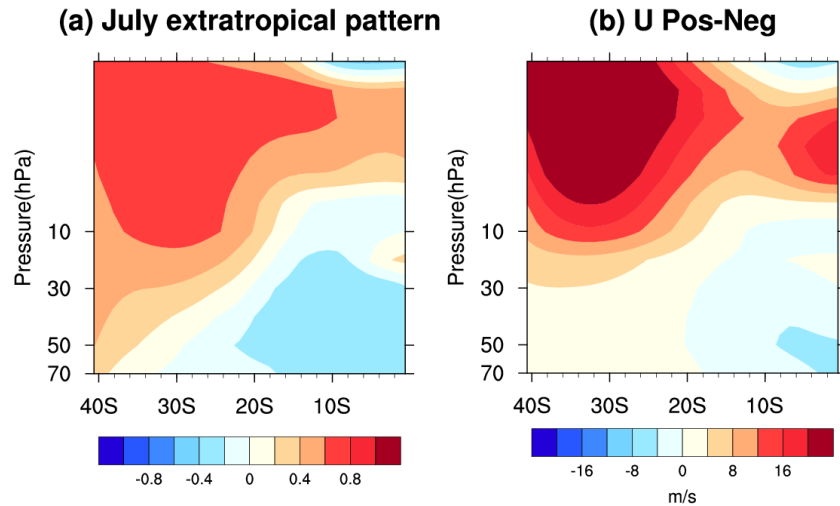 (a) July extratropical pattern
(b) U Pos-Neg
Pressure(hPa)
10
30
50
70
40S 30S 20S 10S
-0.8 -0.4 0 0.4 0.8
Pressure(hPa)
10
30
50
70
40S 30S 20S 10S
-16 -8 0 8 16
m/s